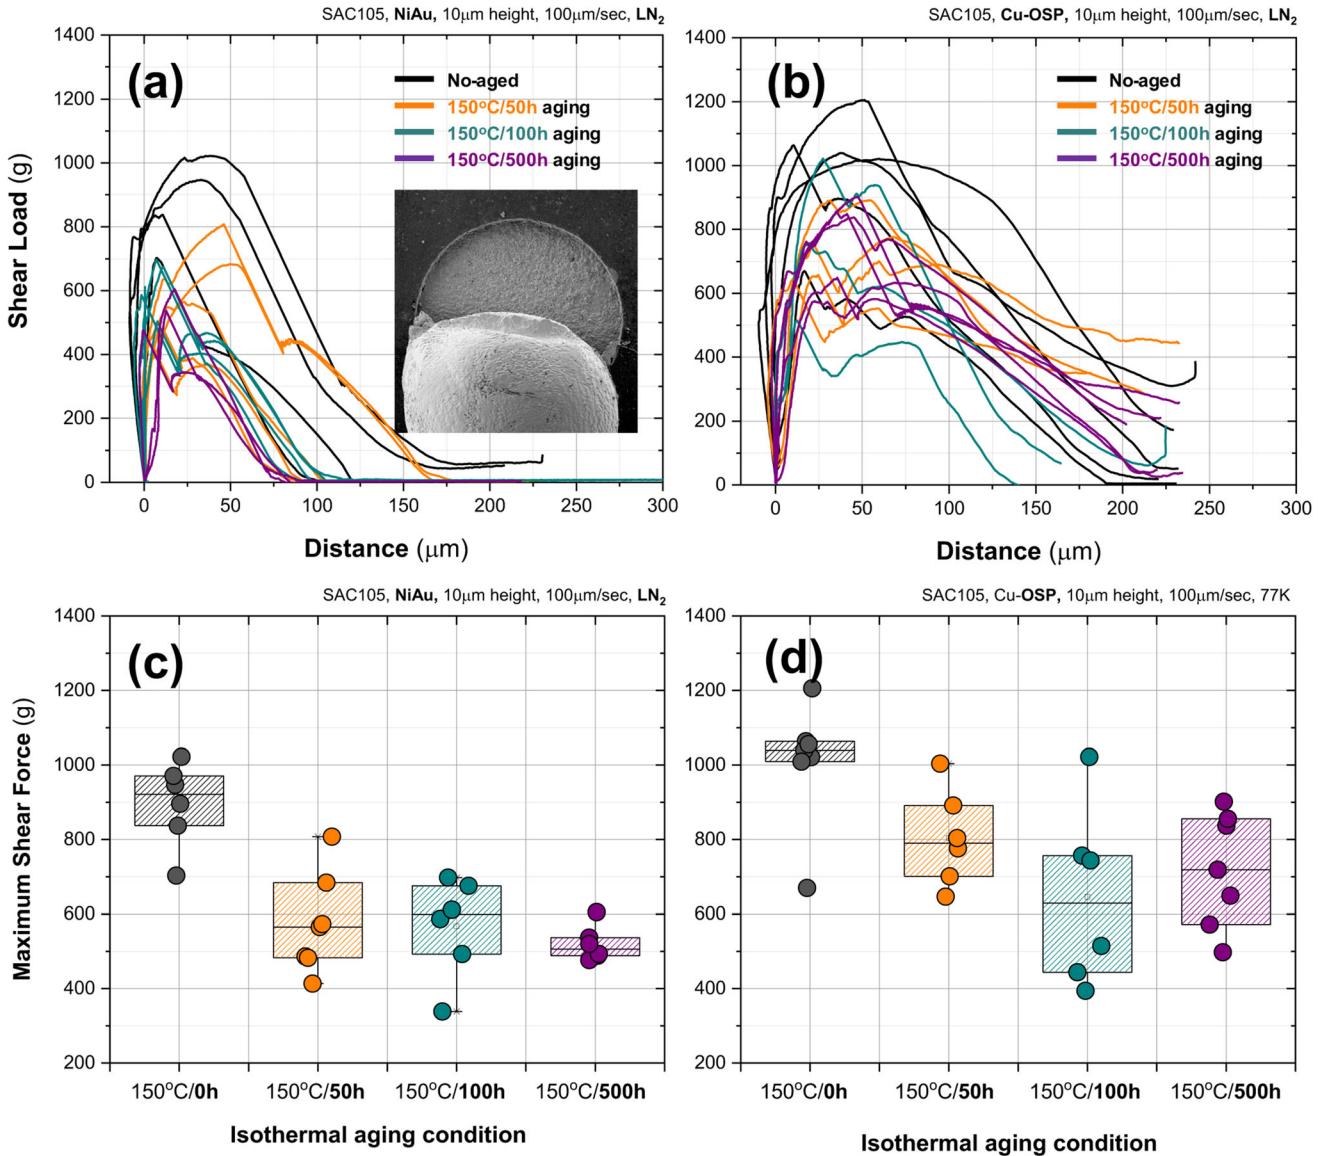 SAC105, NiAu, 10μm height, 100μm/sec, LN₂
SAC105, Cu-OSP, 10μm height, 100μm/sec, LN₂
(a)
No-aged
150°C/50h aging
150°C/100h aging
150°C/500h aging
1400
1200
1000
800
600
400
200
0
Shear Load (g)
0 50 100 150 200 250 300
Distance (μm)
(b)
No-aged
150°C/50h aging
150°C/100h aging
150°C/500h aging
1400
1200
1000
800
600
400
200
0
0 50 100 150 200 250 300
Distance (μm)
SAC105, NiAu, 10μm height, 100μm/sec, LN₂
SAC105, Cu-OSP, 10μm height, 100μm/sec, 77K
(c)
1400
1200
1000
800
600
400
200
Maximum Shear Force (g)
150°C/0h 150°C/50h 150°C/100h 150°C/500h
Isothermal aging condition
(d)
1400
1200
1000
800
600
400
200
150°C/0h 150°C/50h 150°C/100h 150°C/500h
Isothermal aging condition